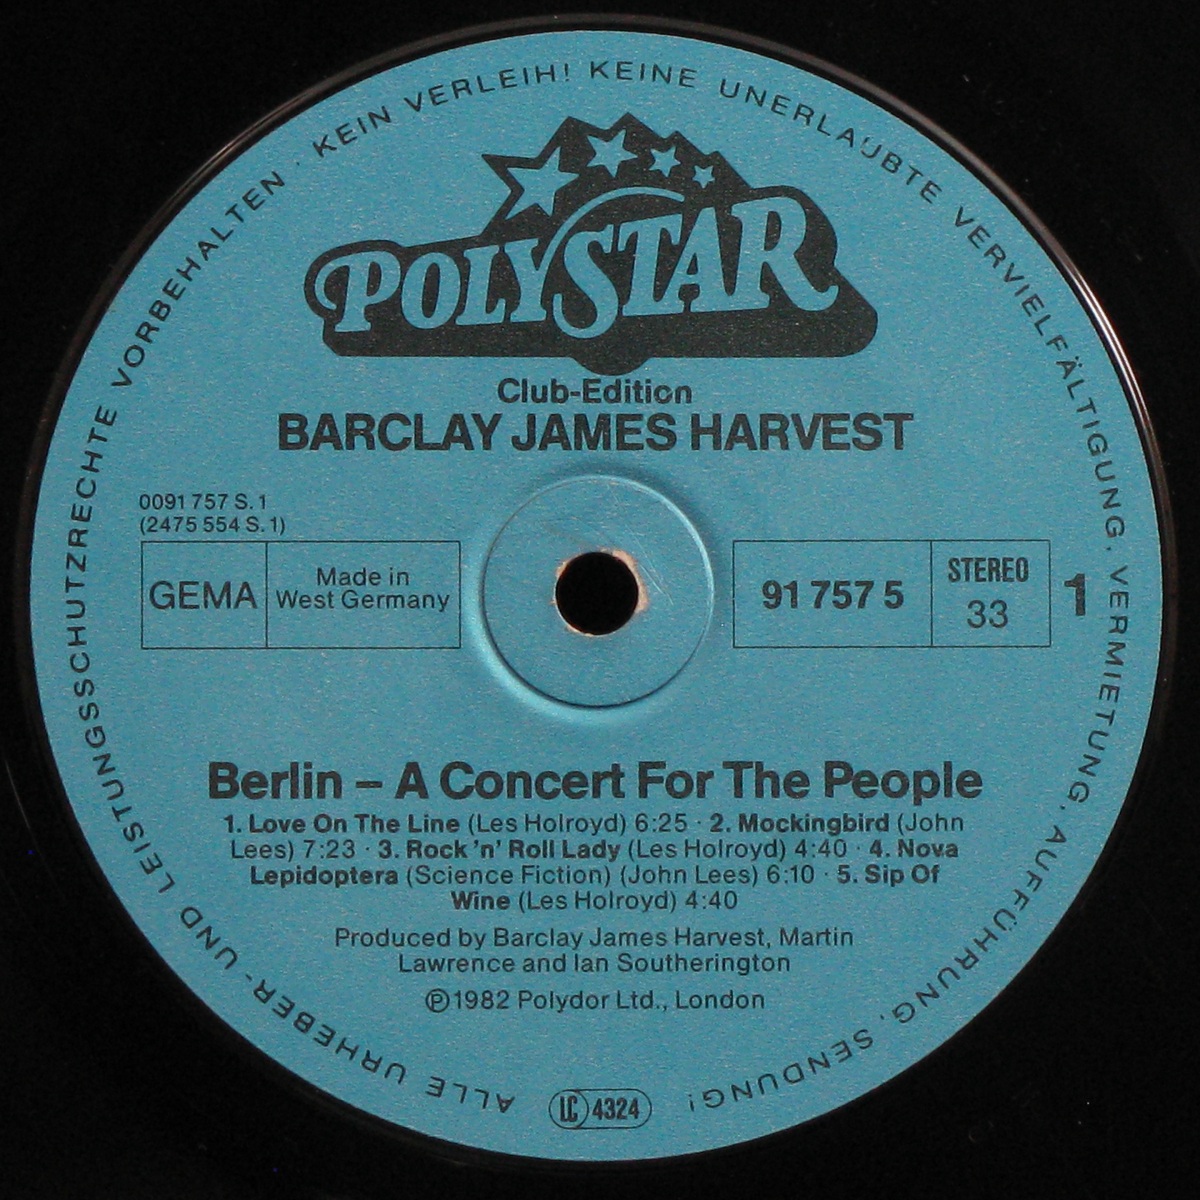 ALLE URHEBER- UND LEISTUNGSSCHUTZRECHTE VORBEHALTEN · KEIN VERLEIH! KEINE UNERLAUBTE VERVIELFÄLTIGUNG, VERMIETUNG, AUFFÜHRUNG, SENDUNG!
POLYSTAR
Club-Edition
BARCLAY JAMES HARVEST
0091 757 S. 1
(2475 554 S. 1)
GEMA
Made in
West Germany
91 757 5
STEREO
33
1
Berlin – A Concert For The People
1. Love On The Line (Les Holroyd) 6:25 · 2. Mockingbird (John
Lees) 7:23 · 3. Rock 'n' Roll Lady (Les Holroyd) 4:40 · 4. Nova
Lepidoptera (Science Fiction) (John Lees) 6:10 · 5. Sip Of
Wine (Les Holroyd) 4:40
Produced by Barclay James Harvest, Martin
Lawrence and Ian Southerington
℗1982 Polydor Ltd., London
LC 4324